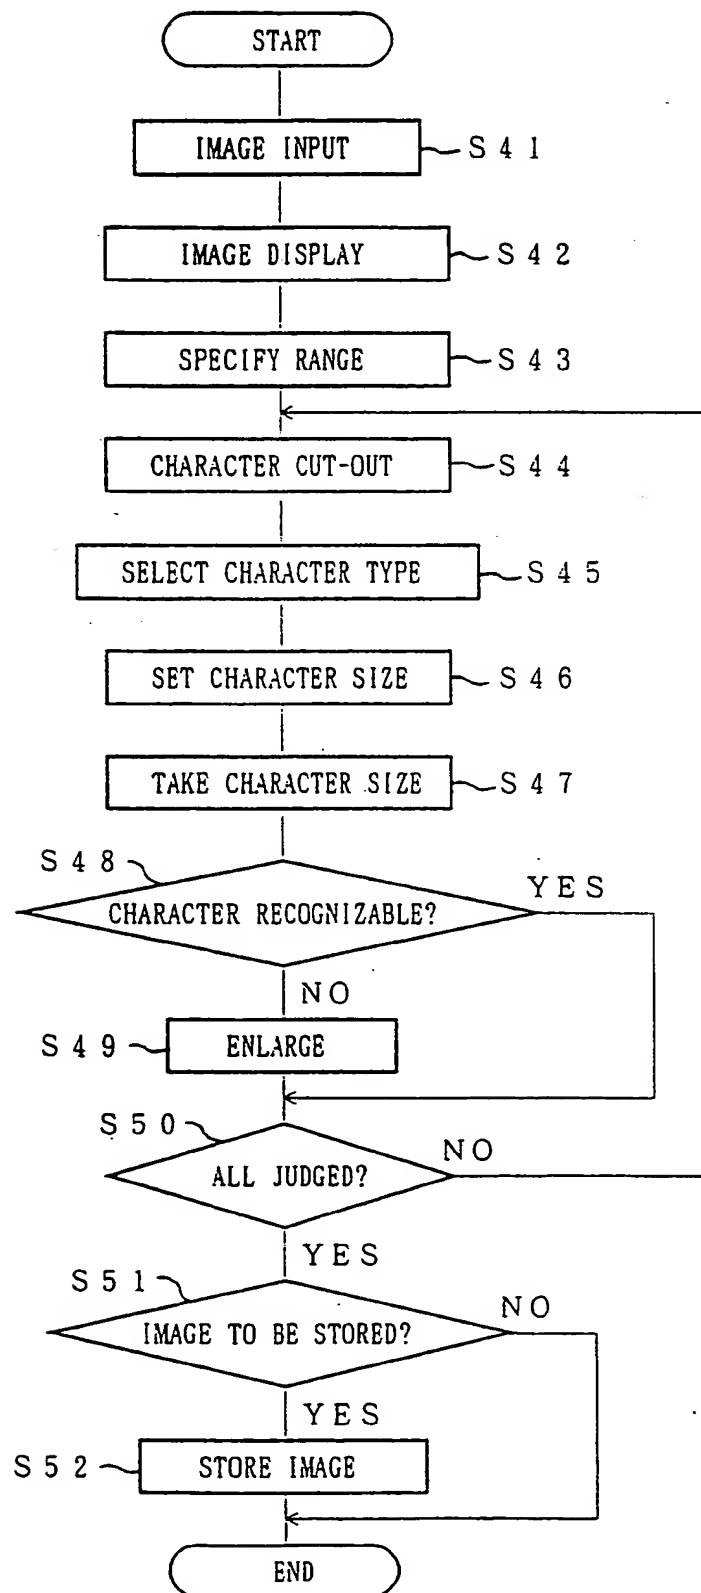 START
IMAGE INPUT
S41
IMAGE DISPLAY
S42
SPECIFY RANGE
S43
CHARACTER CUT-OUT
S44
SELECT CHARACTER TYPE
S45
SET CHARACTER SIZE
S46
TAKE CHARACTER SIZE
S47
S48
CHARACTER RECOGNIZABLE?
YES
NO
S49
ENLARGE
S50
ALL JUDGED?
NO
YES
S51
IMAGE TO BE STORED?
NO
YES
S52
STORE IMAGE
END